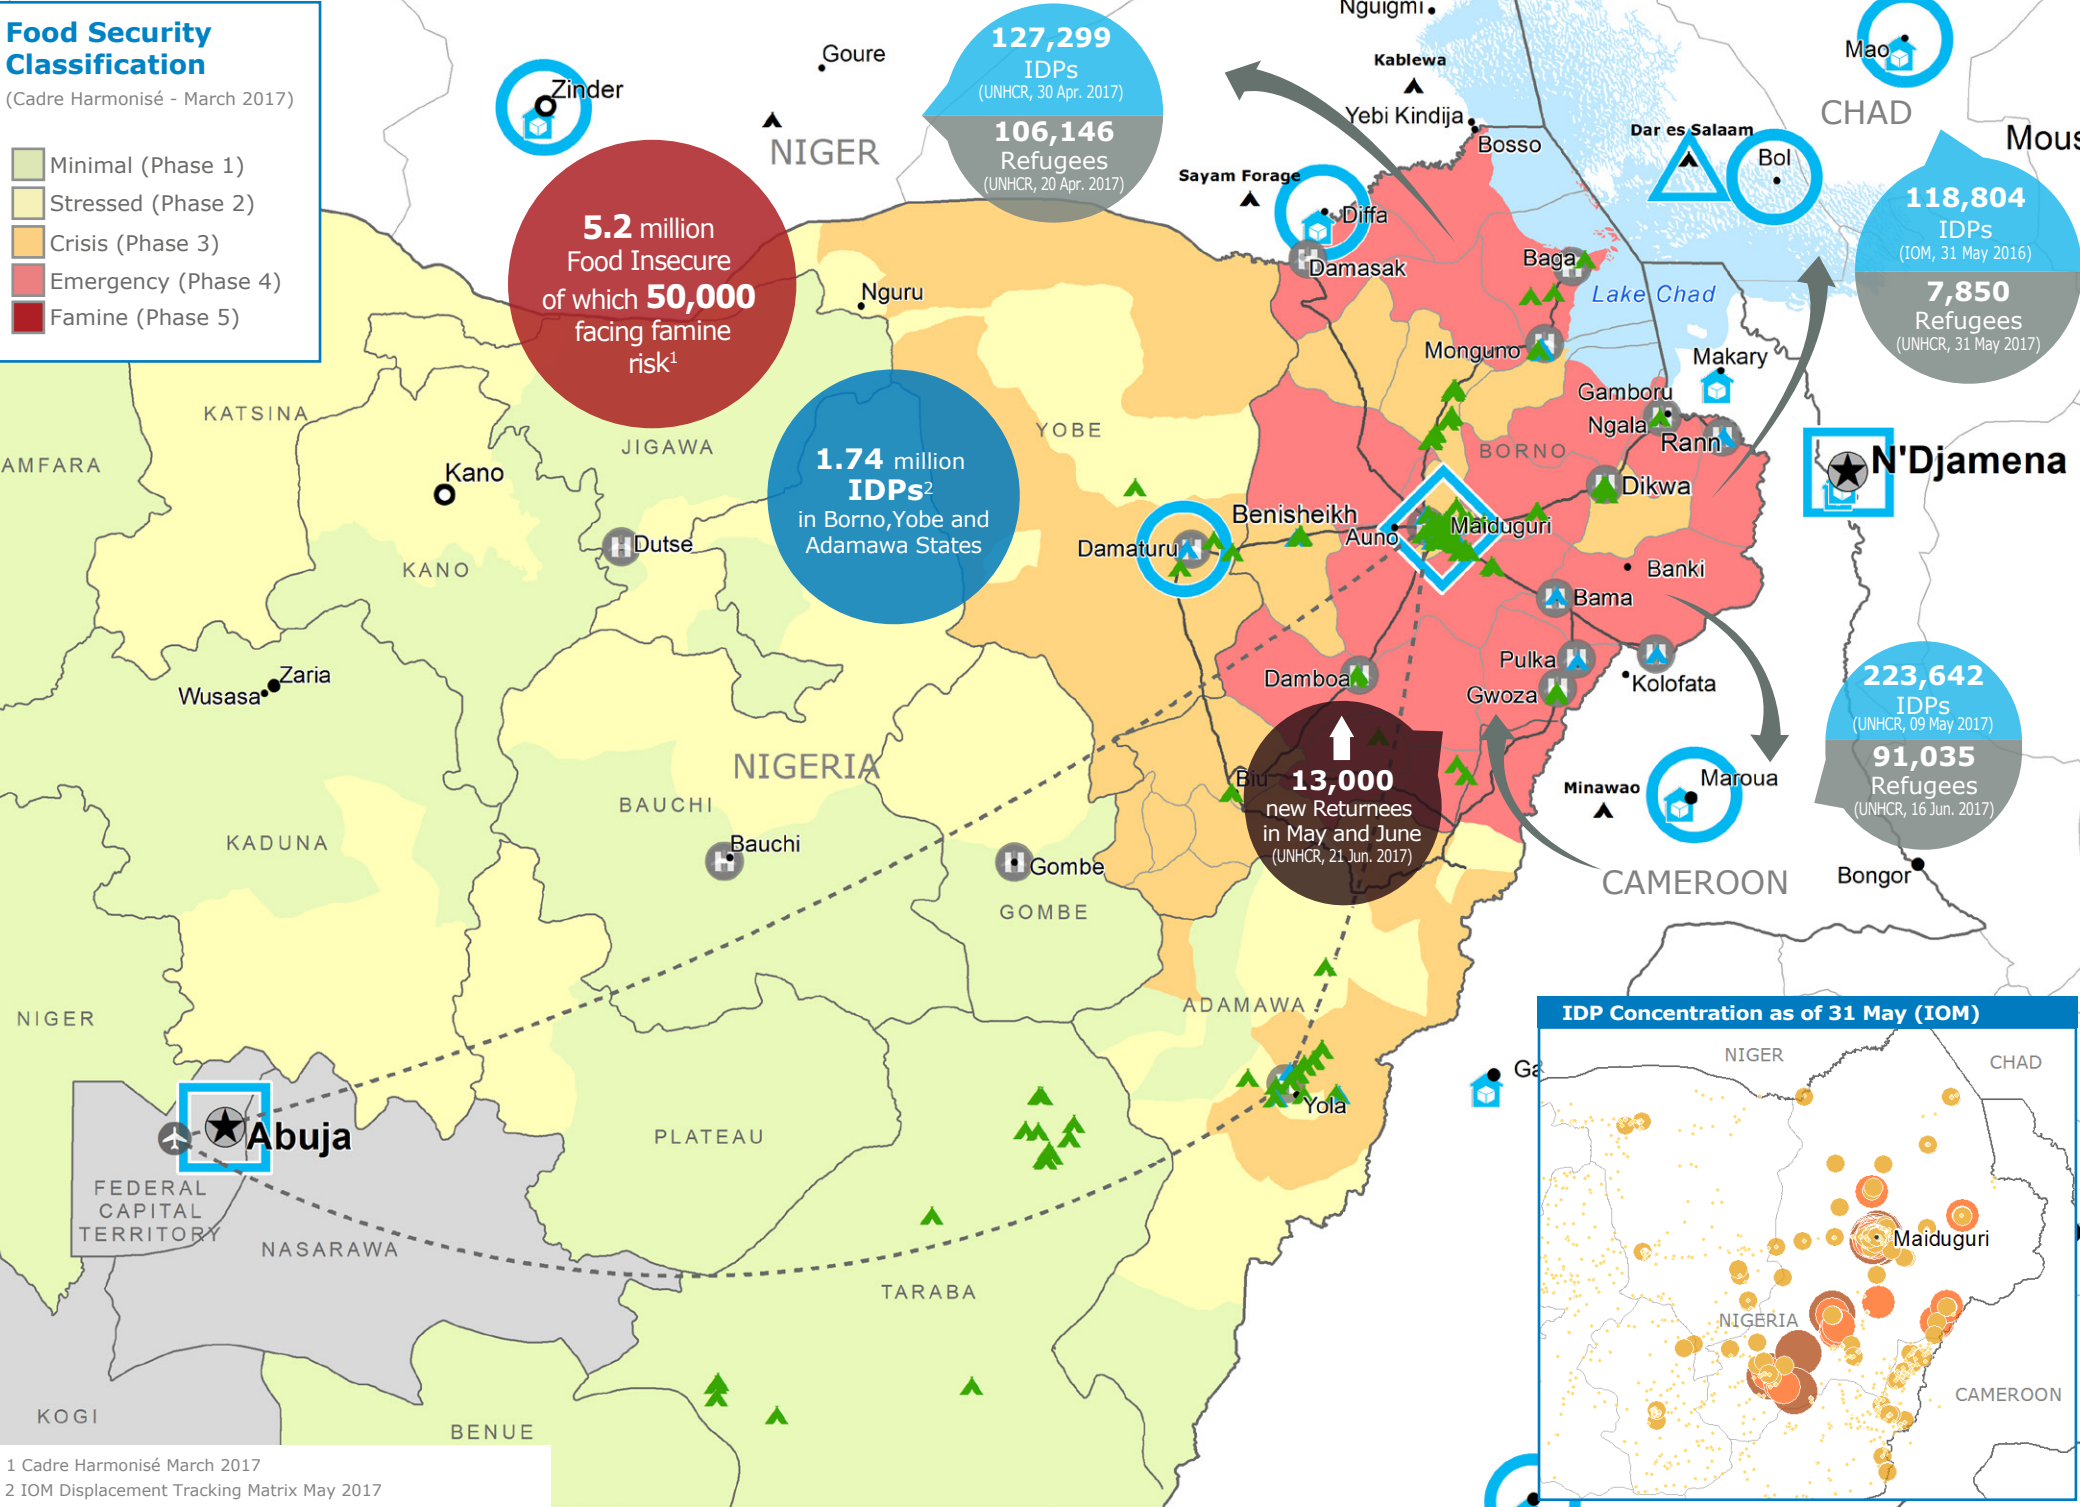 Food Security
Classification
(Cadre Harmonisé - March 2017)
Minimal (Phase 1)
Stressed (Phase 2)
Crisis (Phase 3)
Emergency (Phase 4)
Famine (Phase 5)
Nguigmi
Goure
Zinder
NIGER
127,299
IDPs
(UNHCR, 30 Apr. 2017)
106,146
Refugees
(UNHCR, 20 Apr. 2017)
Kablewa
Yebi Kindija
Bosso
Sayam Forage
Diffa
Damasak
Dar es Salaam
Bol
Mao
CHAD
118,804
IDPs
(IOM, 31 May 2016)
7,850
Refugees
(UNHCR, 31 May 2017)
5.2 million
Food Insecure
of which 50,000
facing famine
risk1
Nguru
Baga
Lake Chad
Monguno
Makary
Gamboru
Ngala
Rann
N'Djamena
KATSINA
JIGAWA
YOBE
BORNO
AMFARA
Kano
1.74 million
IDPs2
in Borno,Yobe and
Adamawa States
Dikwa
Benisheikh
Auno
Maiduguri
Damaturu
Dutse
KANO
Banki
Bama
Zaria
Wusasa
Pulka
Damboa
Gwoza
Kolofata
223,642
IDPs
(UNHCR, 09 May 2017)
91,035
Refugees
(UNHCR, 16 Jun. 2017)
NIGERIA
Biu
13,000
new Returnees
in May and June
(UNHCR, 21 Jun. 2017)
Minawao
Maroua
BAUCHI
Bauchi
KADUNA
Gombe
GOMBE
CAMEROON
Bongor
NIGER
ADAMAWA
Yola
Abuja
PLATEAU
FEDERAL
CAPITAL
TERRITORY
NASARAWA
TARABA
KOGI
BENUE
IDP Concentration as of 31 May (IOM)
NIGER
CHAD
Maiduguri
NIGERIA
CAMEROON
1 Cadre Harmonisé March 2017
2 IOM Displacement Tracking Matrix May 2017